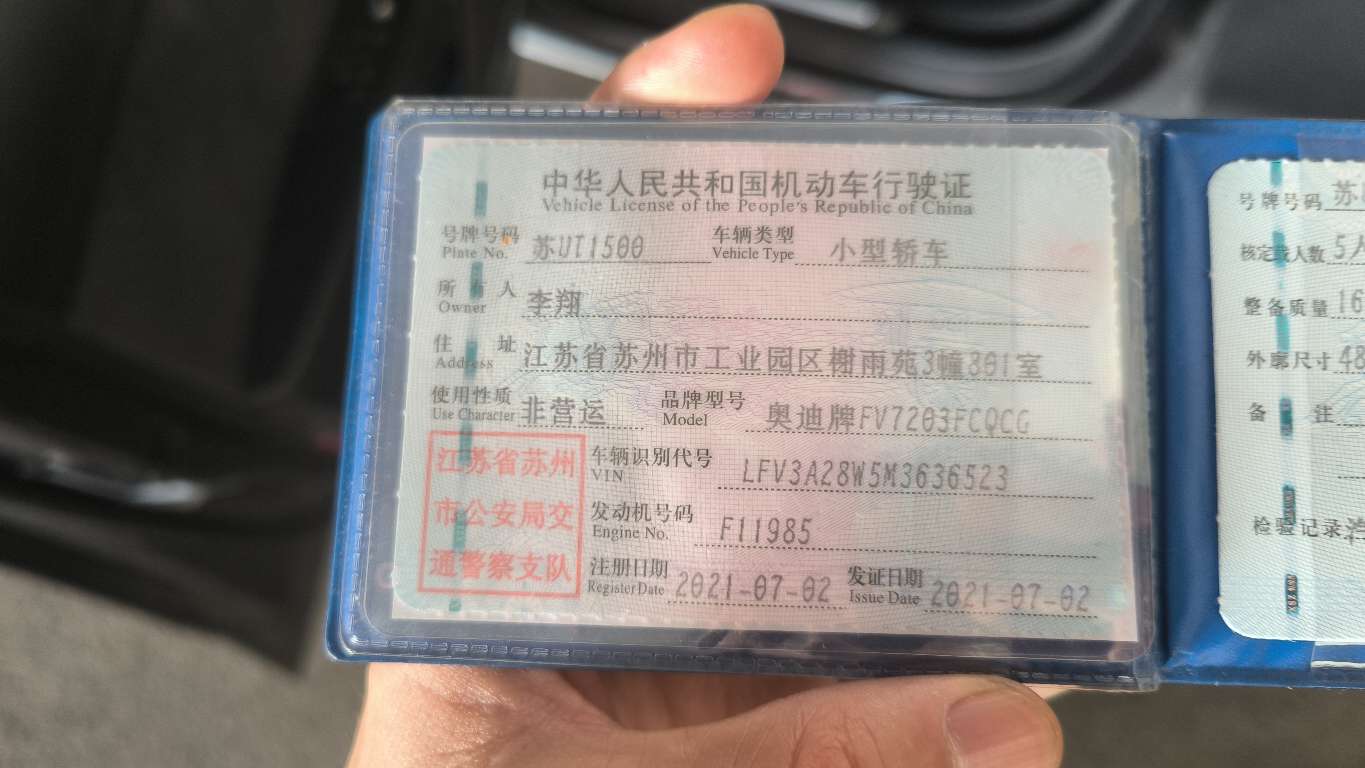 中华人民共和国机动车行驶证
Vehicle License of the People's Republic of China
号牌号码 苏UT1500 车辆类型 小型轿车
Plate No. Vehicle Type
所有人 李翔
Owner
住址 江苏省苏州市工业园区榭雨苑3幢301室
Address
使用性质 非营运 品牌型号 奥迪牌FV7203FCQCG
Use Character Model
江苏省苏州
市公安局交
通警察支队
车辆识别代号 LFV3A28W5M3636523
VIN
发动机号码 F11985
Engine No.
注册日期 2021-07-02 发证日期 2021-07-02
Register Date Issue Date
号牌号码 苏
核定载人数 5人
整备质量 16
外廓尺寸 48
备注
检验记录